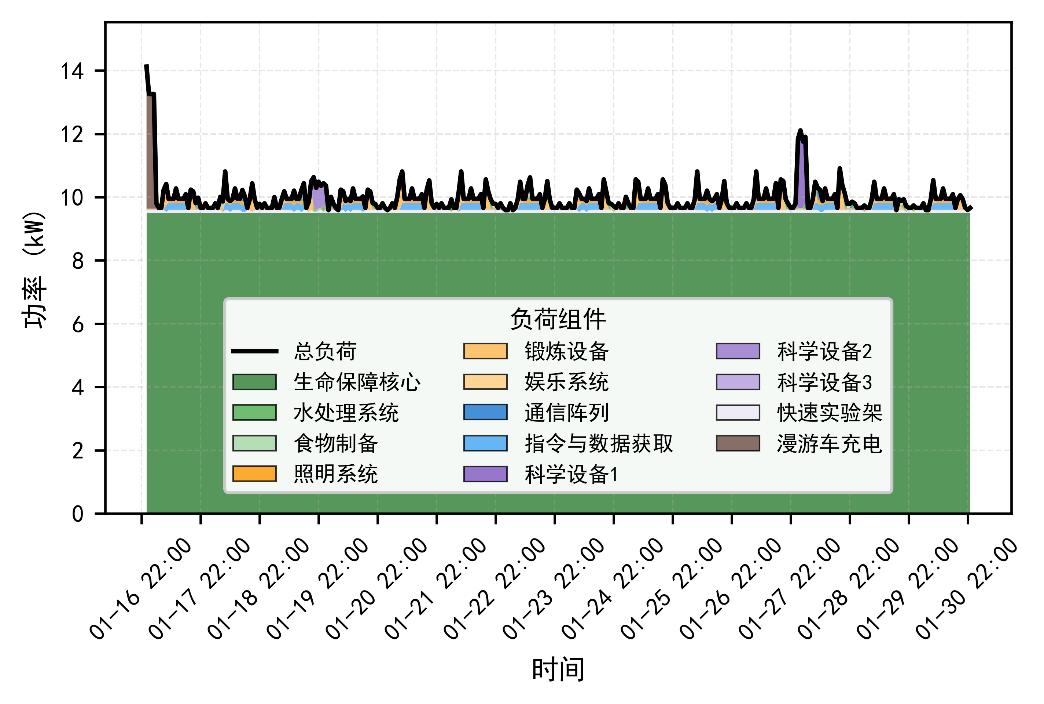 功率 (kW)
14
12
10
8
6
4
2
0
负荷组件
总负荷
生命保障核心
水处理系统
食物制备
照明系统
锻炼设备
娱乐系统
通信阵列
指令与数据获取
科学设备1
科学设备2
科学设备3
快速实验架
漫游车充电
01-16 22:00
01-17 22:00
01-18 22:00
01-19 22:00
01-20 22:00
01-21 22:00
01-22 22:00
01-23 22:00
01-24 22:00
01-25 22:00
01-26 22:00
01-27 22:00
01-28 22:00
01-29 22:00
01-30 22:00
时间